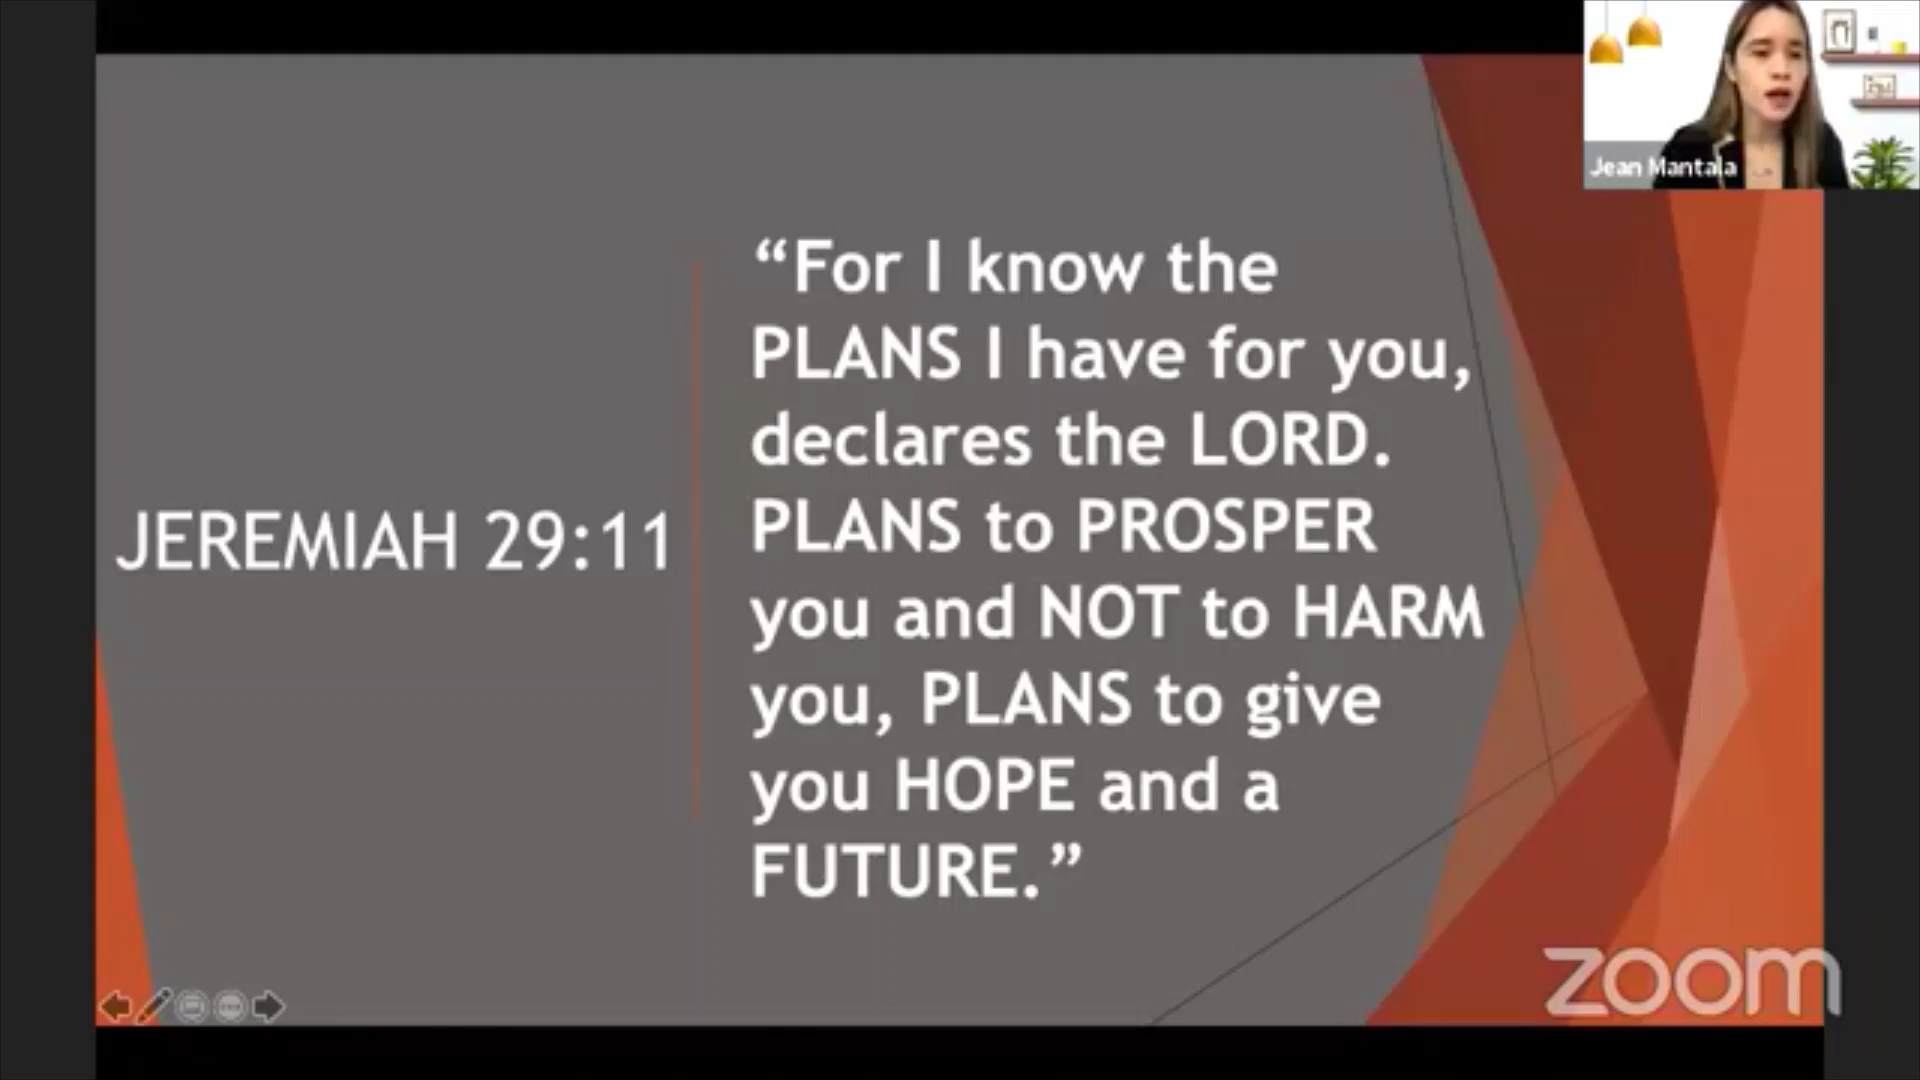 Jean Mantala
JEREMIAH 29:11
“For I know the
PLANS I have for you,
declares the LORD.
PLANS to PROSPER
you and NOT to HARM
you, PLANS to give
you HOPE and a
FUTURE.”
zoom